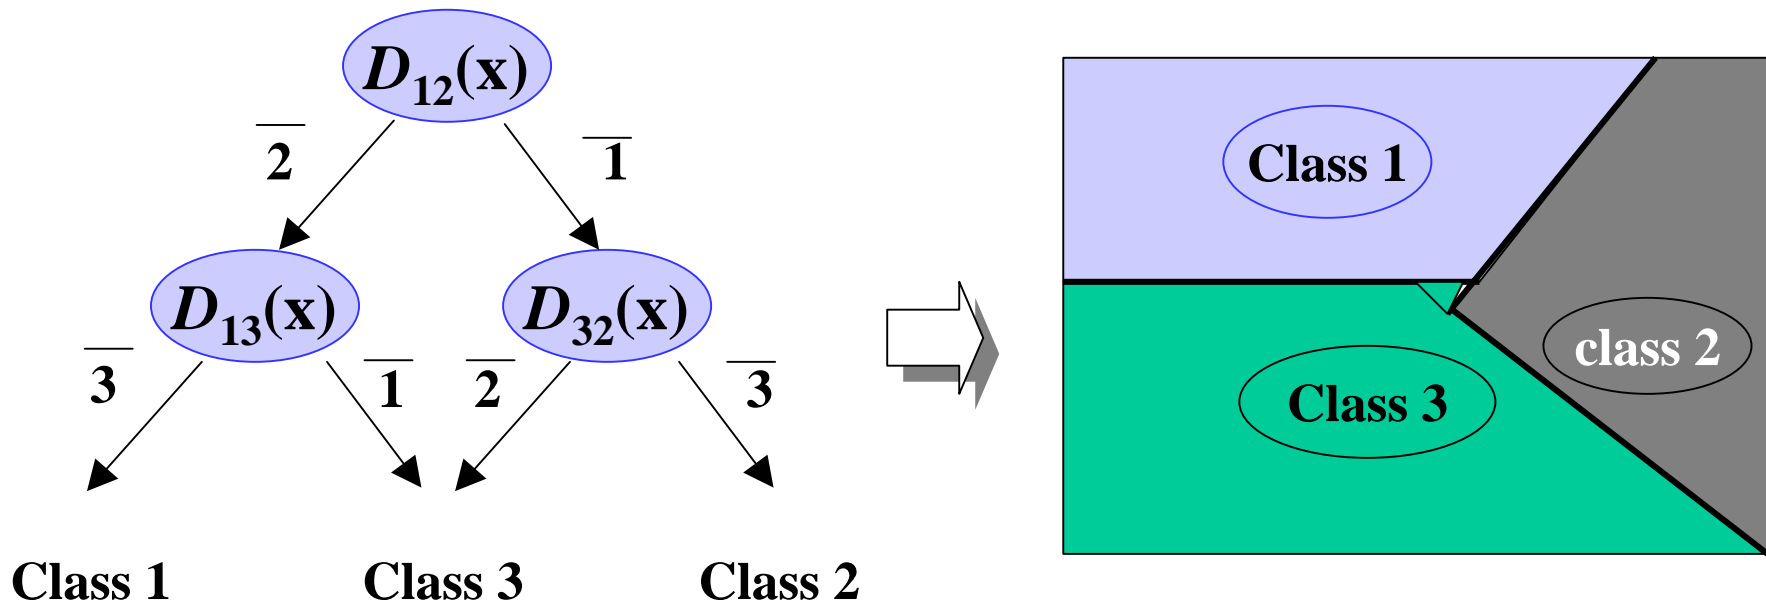 D₁₂(x)
2̅ 1̅
D₁₃(x) D₃₂(x)
3̅ 1̅ 2̅ 3̅
Class 1 Class 3 Class 2
Class 1
class 2
Class 3